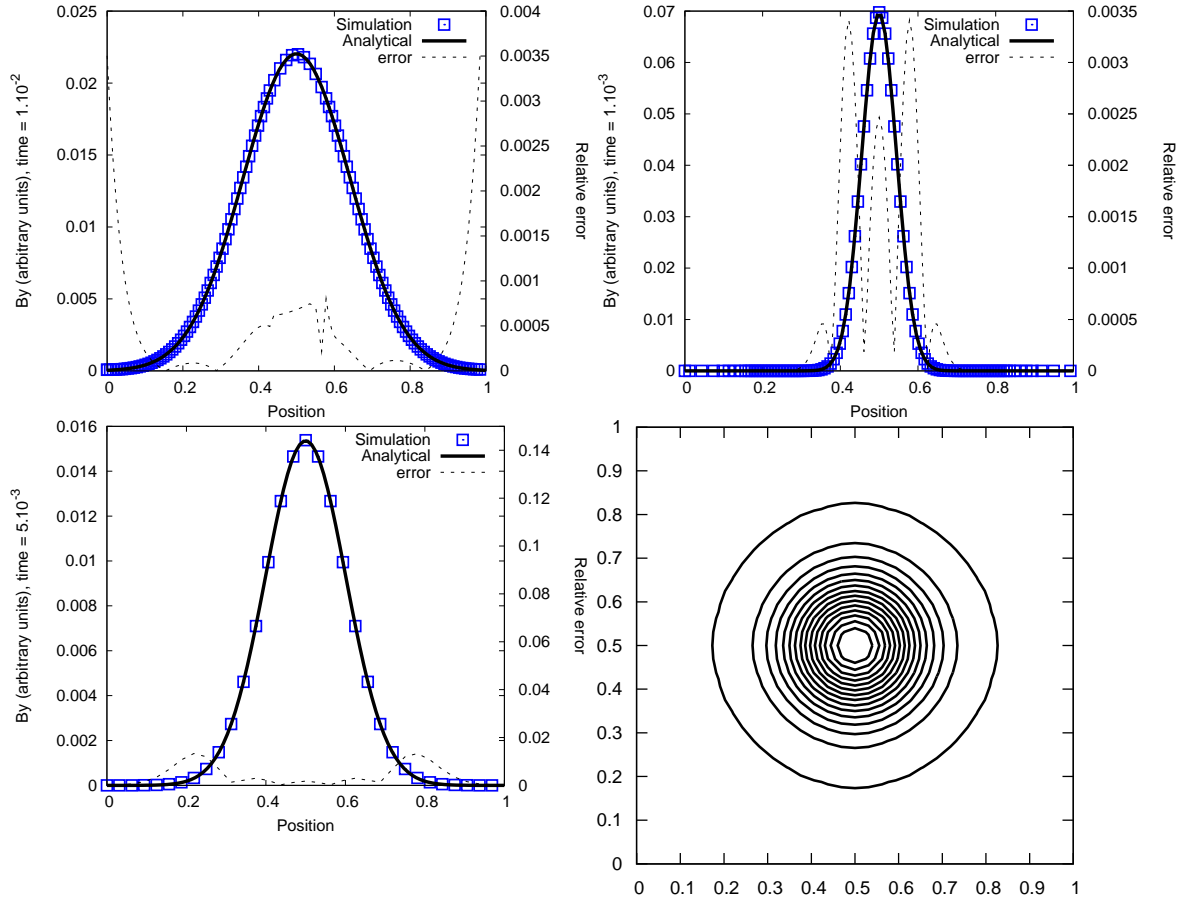 0.025
0.02
0.015
0.01
0.005
0
0 0.2 0.4 0.6 0.8 1
0.004
0.0035
0.003
0.0025
0.002
0.0015
0.001
0.0005
0
By (arbitrary units), time = 1.10-2
Relative error
Position
Simulation
Analytical
error
0.07
0.06
0.05
0.04
0.03
0.02
0.01
0
0 0.2 0.4 0.6 0.8 1
0.0035
0.003
0.0025
0.002
0.0015
0.001
0.0005
0
By (arbitrary units), time = 1.10-3
Relative error
Position
Simulation
Analytical
error
0.016
0.014
0.012
0.01
0.008
0.006
0.004
0.002
0
0 0.2 0.4 0.6 0.8 1
0.14
0.12
0.1
0.08
0.06
0.04
0.02
0
By (arbitrary units), time = 5.10-3
Relative error
Position
Simulation
Analytical
error
1
0.9
0.8
0.7
0.6
0.5
0.4
0.3
0.2
0.1
0
0 0.1 0.2 0.3 0.4 0.5 0.6 0.7 0.8 0.9 1